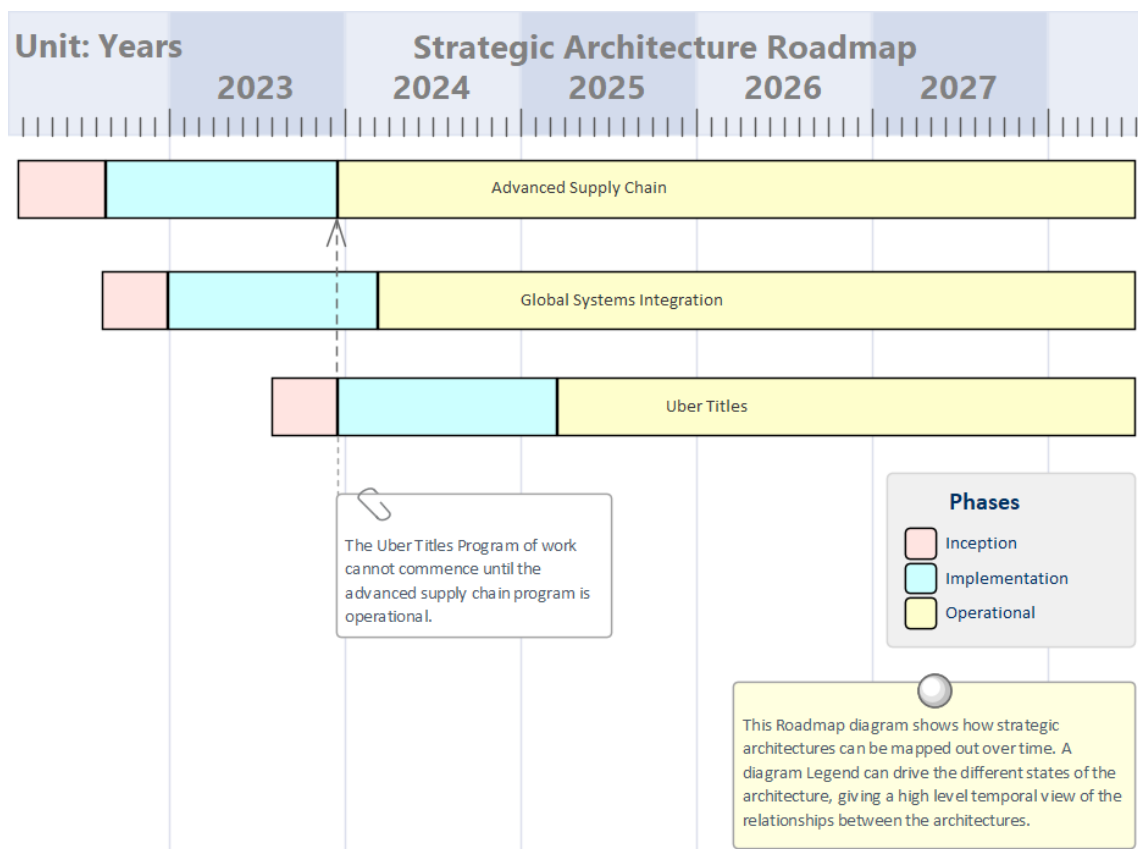 Unit: Years
Strategic Architecture Roadmap
2023 2024 2025 2026 2027
Advanced Supply Chain
Global Systems Integration
Uber Titles
The Uber Titles Program of work
cannot commence until the
advanced supply chain program is
operational.
Phases
Inception
Implementation
Operational
This Roadmap diagram shows how strategic
architectures can be mapped out over time. A
diagram Legend can drive the different states of the
architecture, giving a high level temporal view of the
relationships between the architectures.